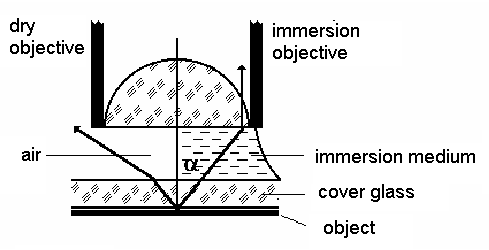 dry
objective
immersion
objective
air
α
immersion medium
cover glass
object